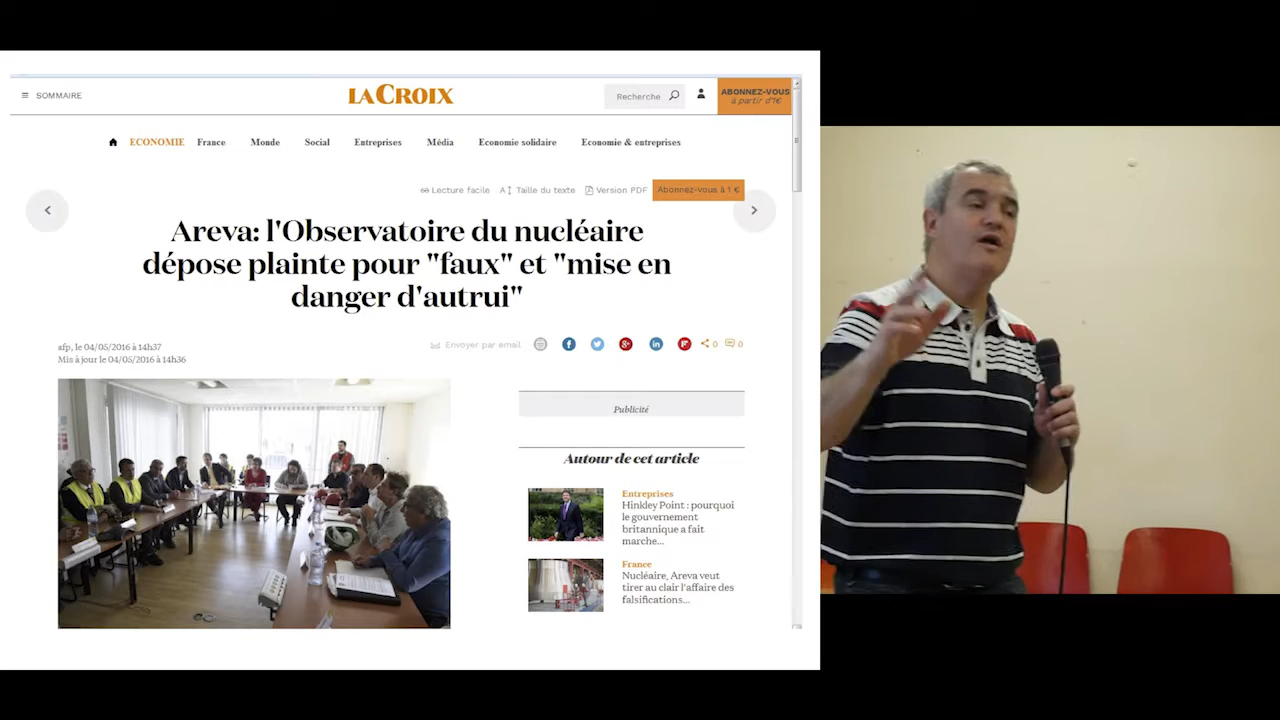 SOMMAIRE
LA CROIX
Recherche
ABONNEZ-VOUS
à partir d'1€
ECONOMIE France Monde Social Entreprises Média Economie solidaire Economie & entreprises
Lecture facile Taille du texte Version PDF Abonnez-vous à 1 €
Areva: l'Observatoire du nucléaire
dépose plainte pour "faux" et "mise en
danger d'autrui"
afp, le 04/05/2016 à 14h37
Mis à jour le 04/05/2016 à 14h36
Envoyer par email
0 0
Publicité
Autour de cet article
Entreprises
Hinkley Point : pourquoi
le gouvernement
britannique a fait
marche...
France
Nucléaire, Areva veut
tirer au clair l'affaire des
falsifications...